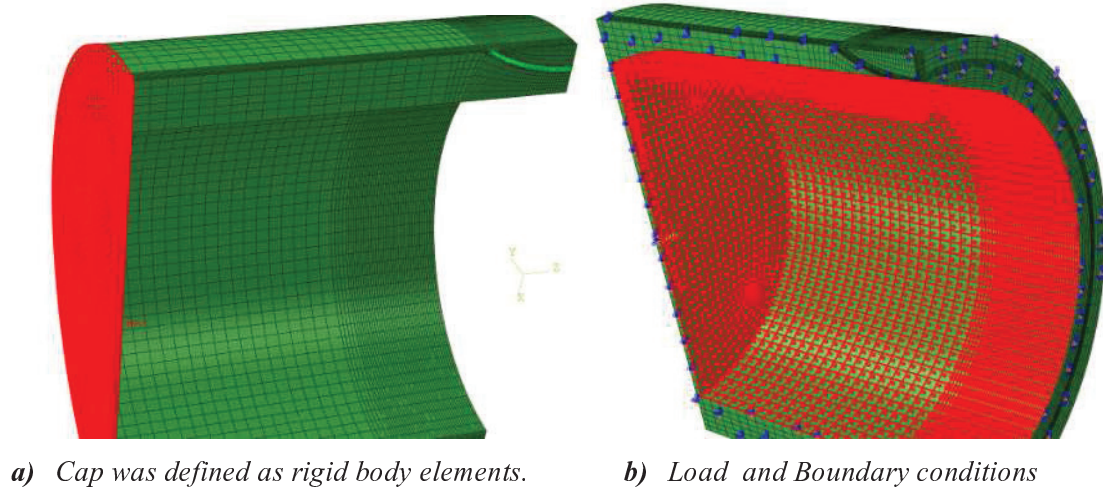 Y
Z
X
a) Cap was defined as rigid body elements.
b) Load and Boundary conditions